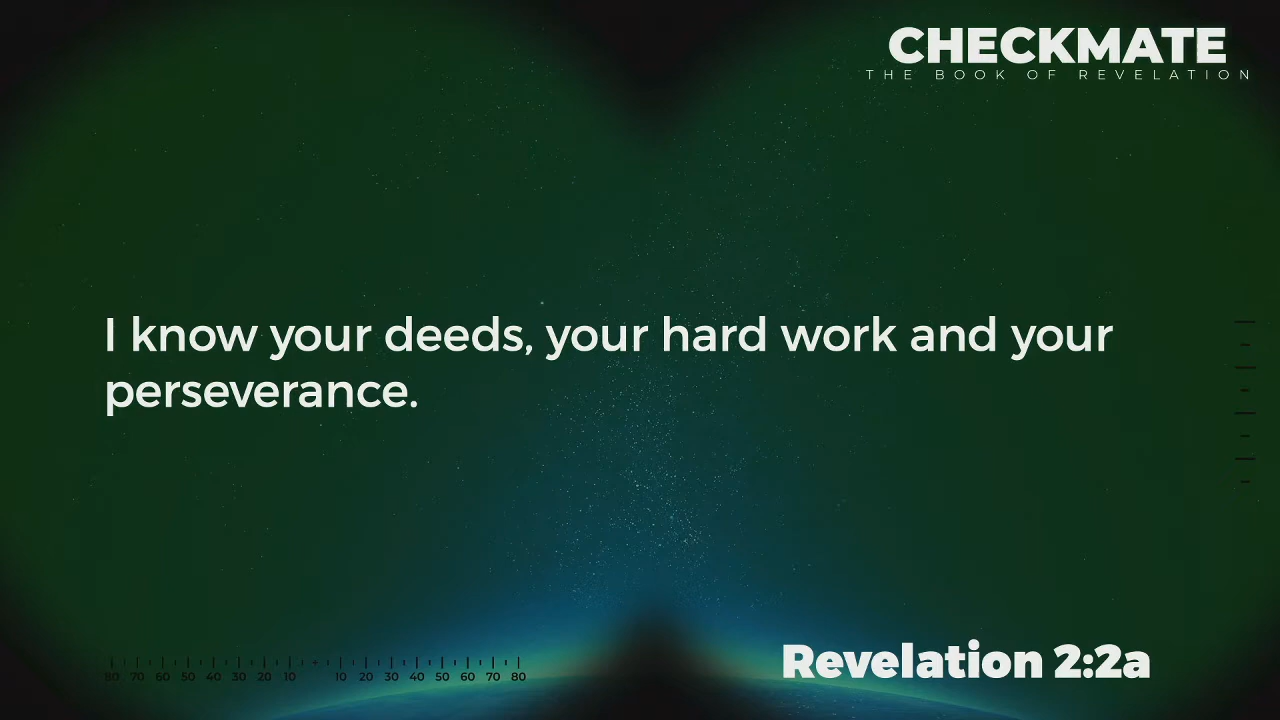 CHECKMATE
THE BOOK OF REVELATION
I know your deeds, your hard work and your
perseverance.
Revelation 2:2a
80 70 60 50 40 30 20 10 10 20 30 40 50 60 70 80